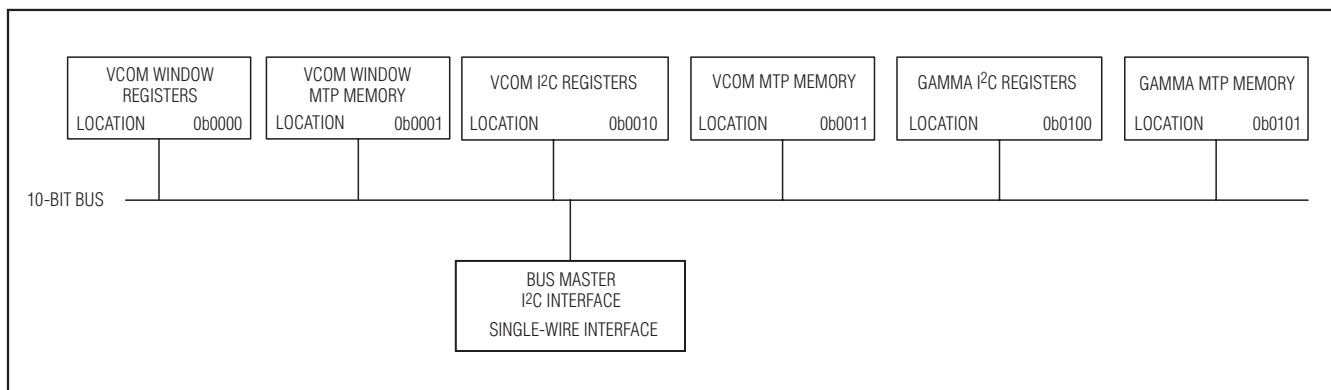 VCOM WINDOW
REGISTERS
LOCATION 0b0000
VCOM WINDOW
MTP MEMORY
LOCATION 0b0001
VCOM I²C REGISTERS
LOCATION 0b0010
VCOM MTP MEMORY
LOCATION 0b0011
GAMMA I²C REGISTERS
LOCATION 0b0100
GAMMA MTP MEMORY
LOCATION 0b0101
10-BIT BUS
BUS MASTER
I²C INTERFACE
SINGLE-WIRE INTERFACE